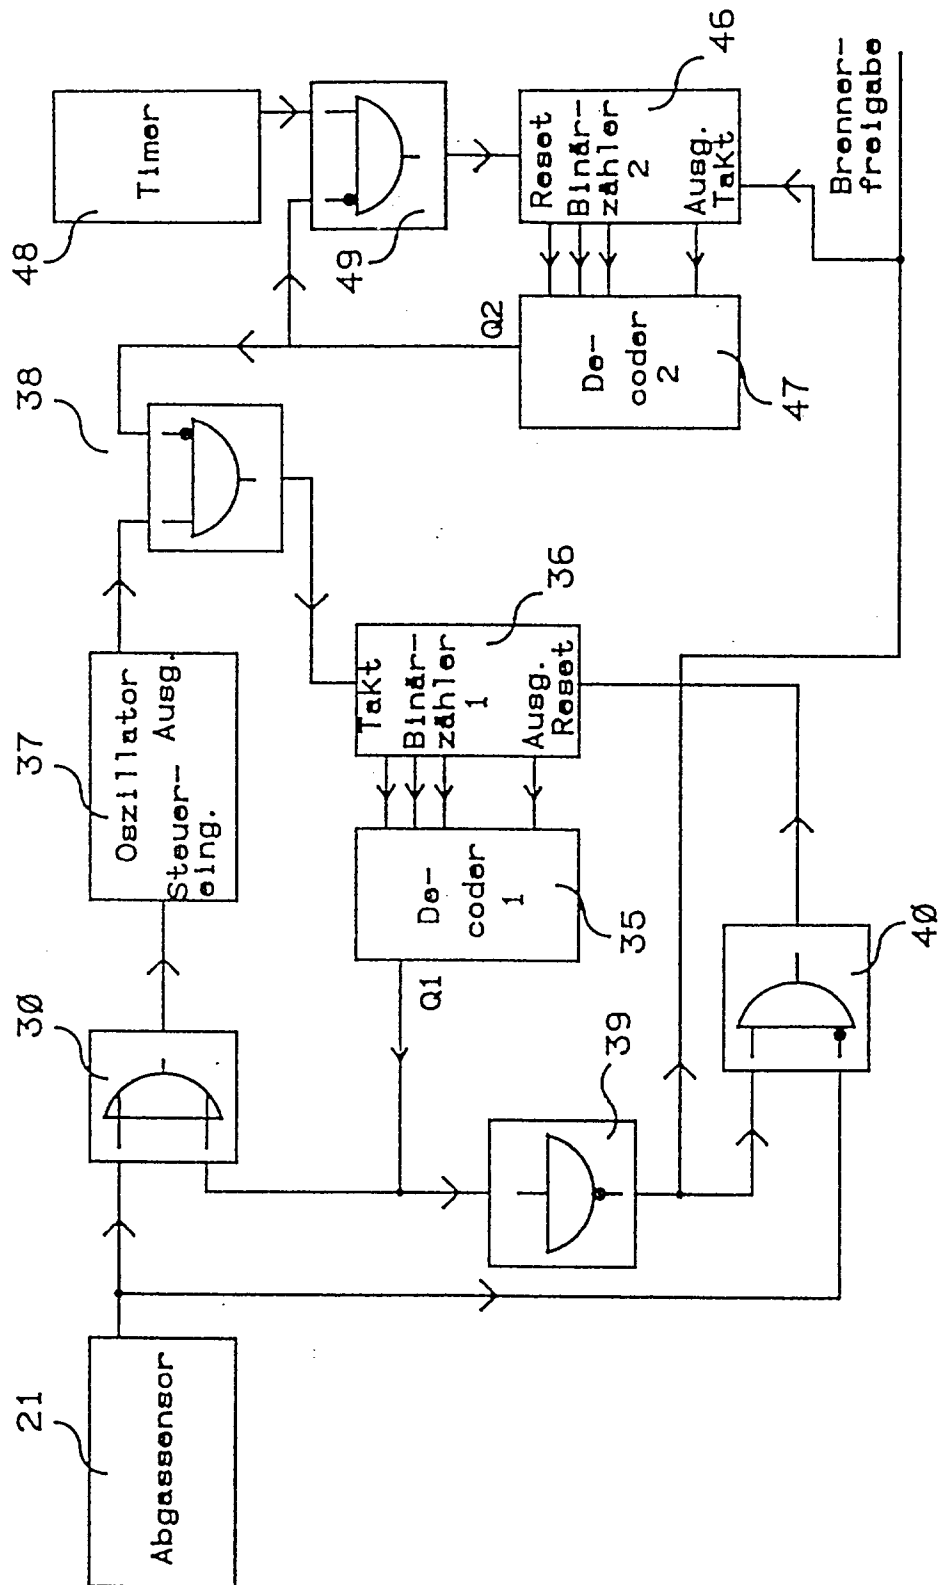 21
Abgassensor
30
37
Oszillator
Steuer- Ausg.
eing.
38
48
Timer
49
Q2
Reset
Binär-
zähler
2
Ausg.
Takt
46
De-
coder
2
47
Brenner-
freigabe
Takt
Binär-
zähler
1
Ausg.
Reset
36
De-
coder
1
35
Q1
39
40